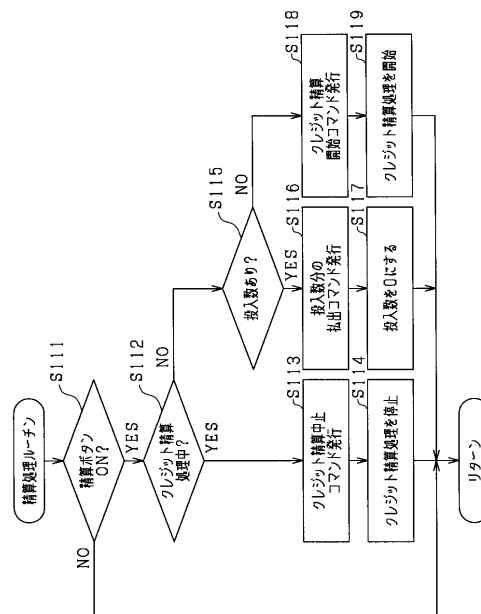 精算処理ルーチン
S111
精算ボタン
ON?
NO
YES
S112
クレジット精算
処理中?
NO
YES
S115
投入数あり?
NO
YES
S113
クレジット精算中止
コマンド発行
S114
クレジット精算処理を停止
S116
投入数分の
払出コマンド発行
S117
投入数を0にする
S118
クレジット精算
開始コマンド発行
S119
クレジット精算処理を開始
リターン